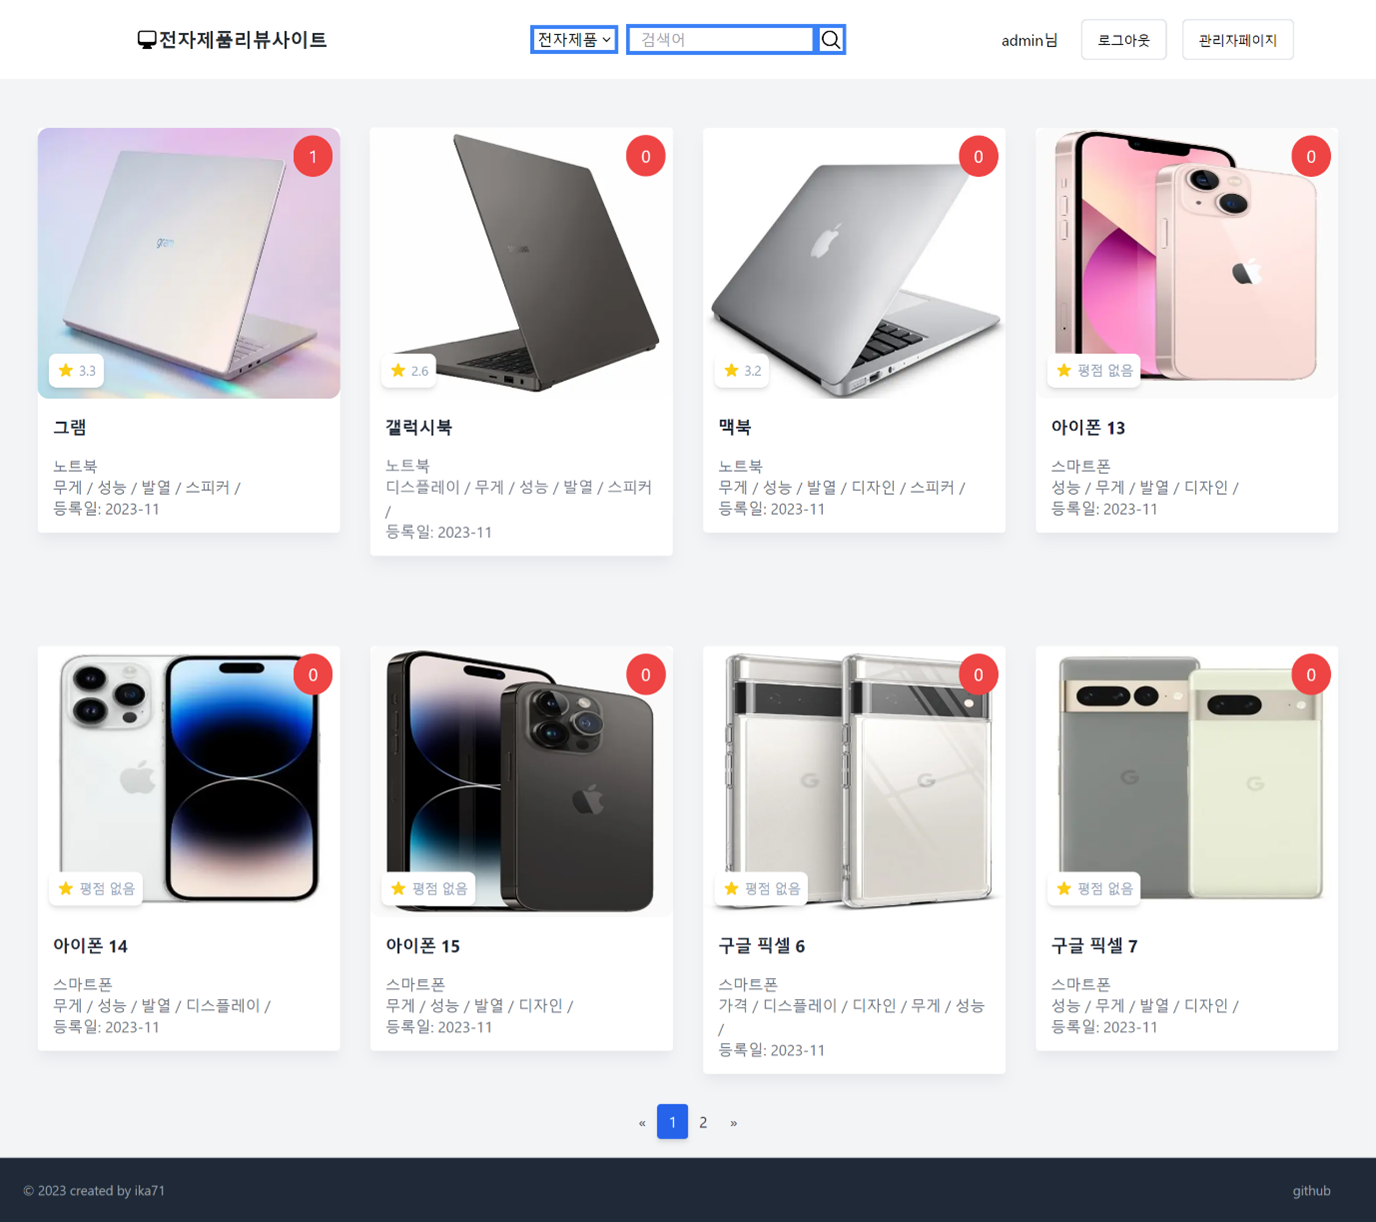 전자제품리뷰사이트
전자제품
검색어
admin님
로그아웃
관리자페이지
1
gram
3.3
그램
노트북
무게 / 성능 / 발열 / 스피커 /
등록일: 2023-11
0
2.6
갤럭시북
노트북
디스플레이 / 무게 / 성능 / 발열 / 스피커
/
등록일: 2023-11
0
3.2
맥북
노트북
무게 / 성능 / 발열 / 디자인 / 스피커 /
등록일: 2023-11
0
평점 없음
아이폰 13
스마트폰
성능 / 무게 / 발열 / 디자인 /
등록일: 2023-11
0
평점 없음
아이폰 14
스마트폰
무게 / 성능 / 발열 / 디스플레이 /
등록일: 2023-11
0
평점 없음
아이폰 15
스마트폰
무게 / 성능 / 발열 / 디자인 /
등록일: 2023-11
0
G
G
평점 없음
구글 픽셀 6
스마트폰
가격 / 디스플레이 / 디자인 / 무게 / 성능
/
등록일: 2023-11
0
G
G
평점 없음
구글 픽셀 7
스마트폰
성능 / 무게 / 발열 / 디자인 /
등록일: 2023-11
« 1 2 »
© 2023 created by ika71
github